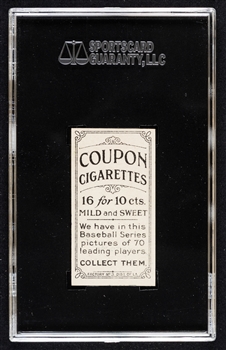 SPORTSCARD
GUARANTY, LLC
COUPON
CIGARETTES
16 for 10 cts.
MILD and SWEET
We have in this
Baseball Series
pictures of 70
leading players.
COLLECT THEM.
FACTORY